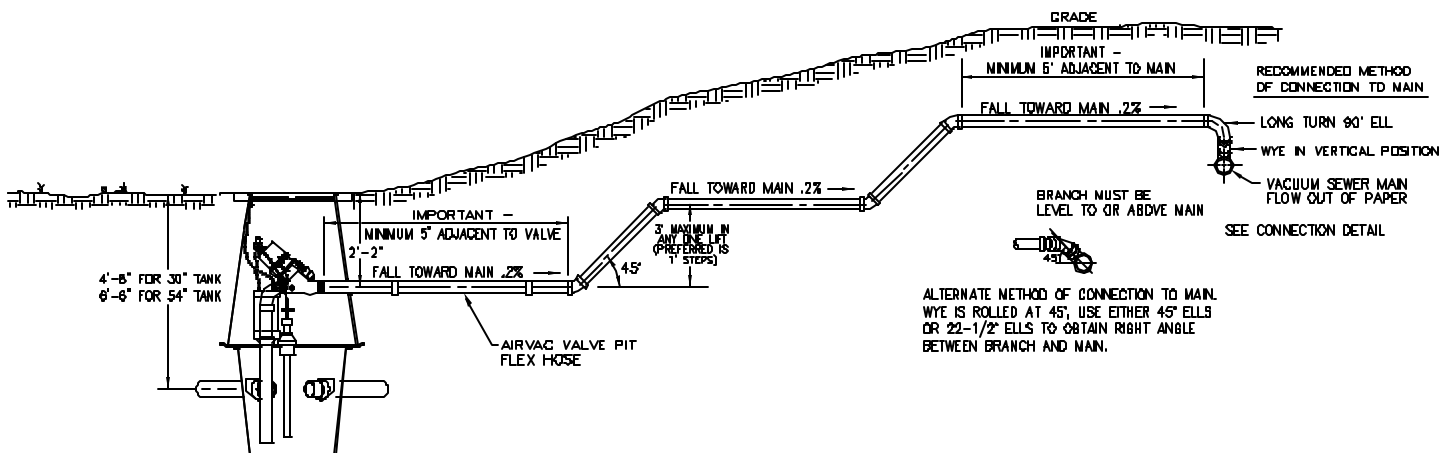 GRADE
IMPORTANT -
MINIMUM 5' ADJACENT TO MAIN
RECOMMENDED METHOD
OF CONNECTION TO MAIN
FALL TOWARD MAIN .2%
LONG TURN 90° ELL
WYE IN VERTICAL POSITION
VACUUM SEWER MAIN
FLOW OUT OF PAPER
SEE CONNECTION DETAIL
FALL TOWARD MAIN .2%
BRANCH MUST BE
LEVEL TO OR ABOVE MAIN
45°
IMPORTANT -
MINIMUM 5' ADJACENT TO VALVE
2'-2"
3' MAXIMUM IN
ANY ONE LIFT
(PREFERRED IS
1' STEPS)
FALL TOWARD MAIN .2%
45°
4'-6" FOR 30" TANK
6'-6" FOR 54" TANK
ALTERNATE METHOD OF CONNECTION TO MAIN.
WYE IS ROLLED AT 45°, USE EITHER 45° ELLS
OR 22-1/2° ELLS TO OBTAIN RIGHT ANGLE
BETWEEN BRANCH AND MAIN.
AIRVAC VALVE PIT
FLEX HOSE